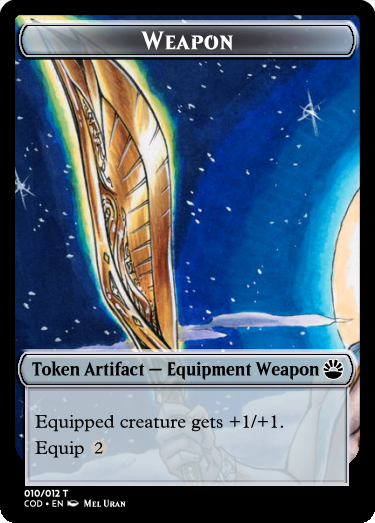 Weapon
Token Artifact — Equipment Weapon
Equipped creature gets +1/+1.
Equip 2
010/012 T
COD • EN Mel Uran